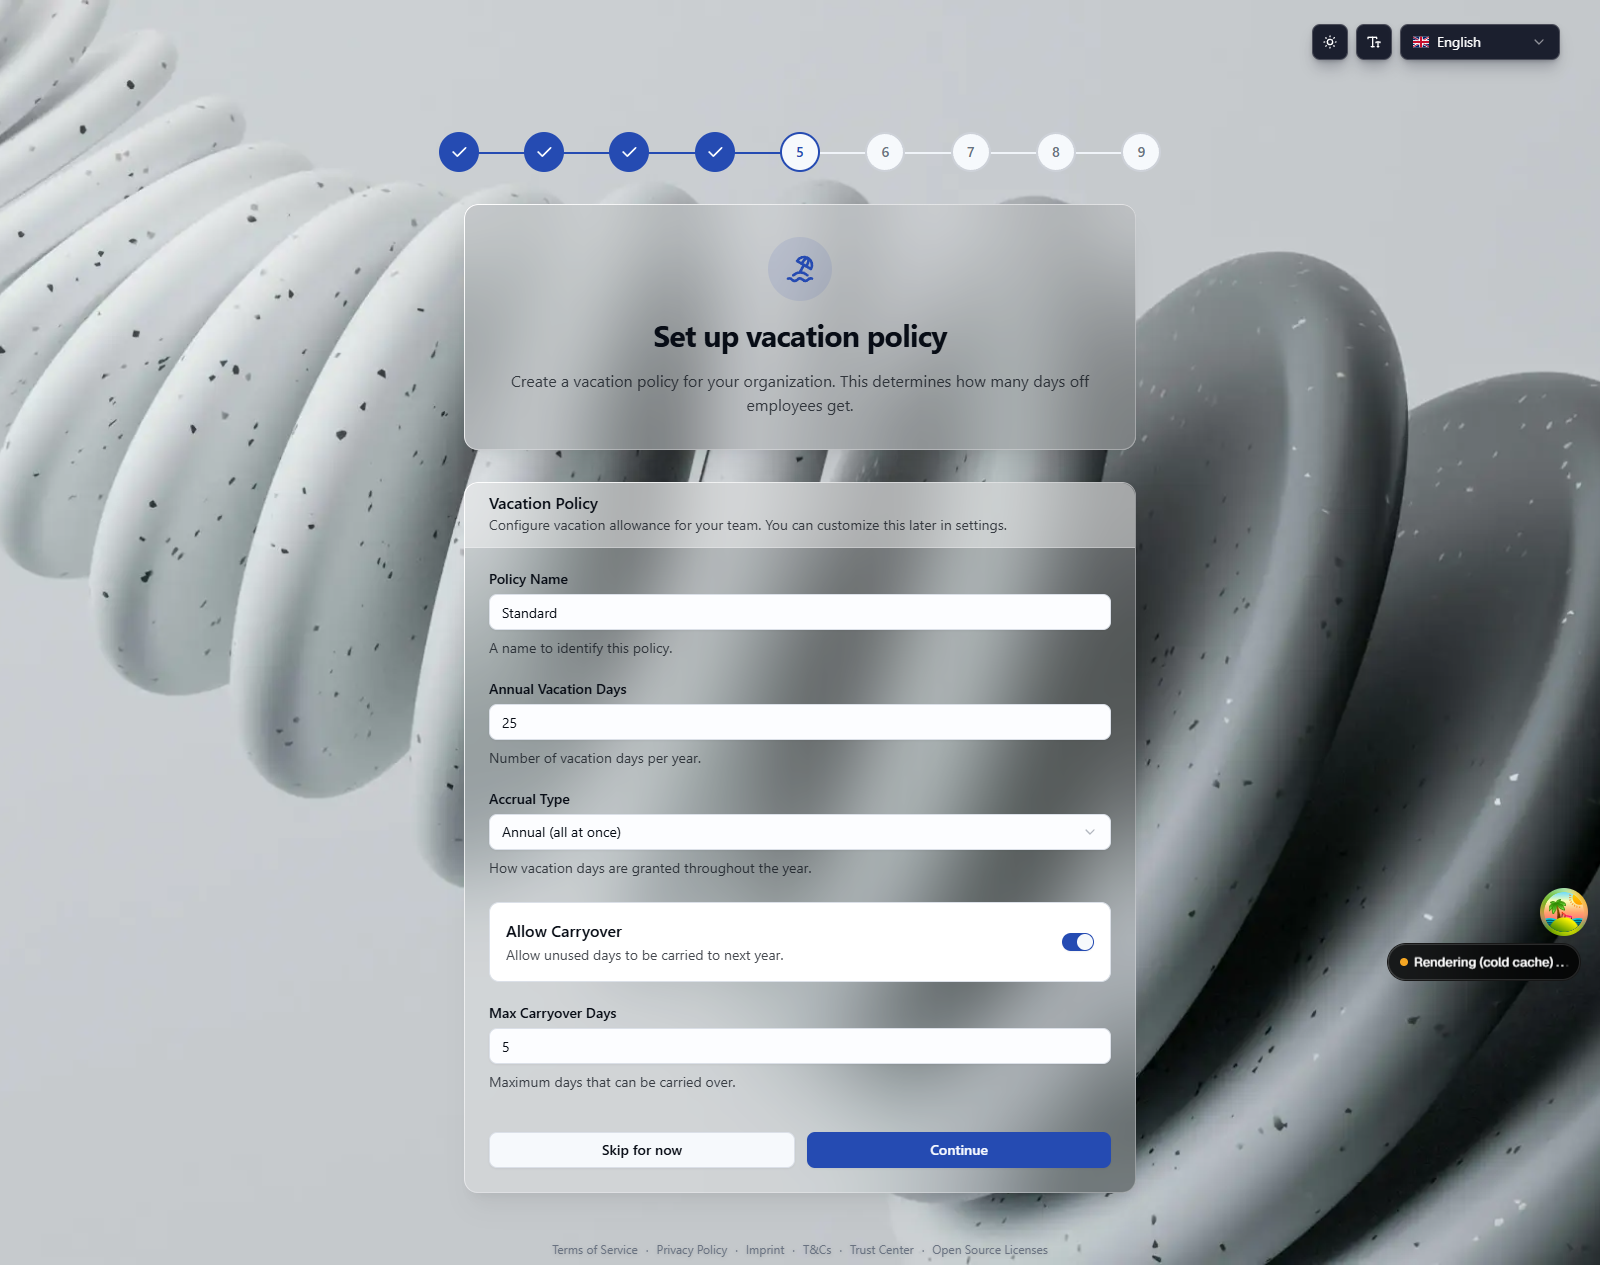 English
5
6
7
8
9
Set up vacation policy
Create a vacation policy for your organization. This determines how many days off
employees get.
Vacation Policy
Configure vacation allowance for your team. You can customize this later in settings.
Policy Name
Standard
A name to identify this policy.
Annual Vacation Days
25
Number of vacation days per year.
Accrual Type
Annual (all at once)
How vacation days are granted throughout the year.
Allow Carryover
Allow unused days to be carried to next year.
Rendering (cold cache) ...
Max Carryover Days
5
Maximum days that can be carried over.
Skip for now
Continue
Terms of Service · Privacy Policy · Imprint · T&Cs · Trust Center · Open Source Licenses